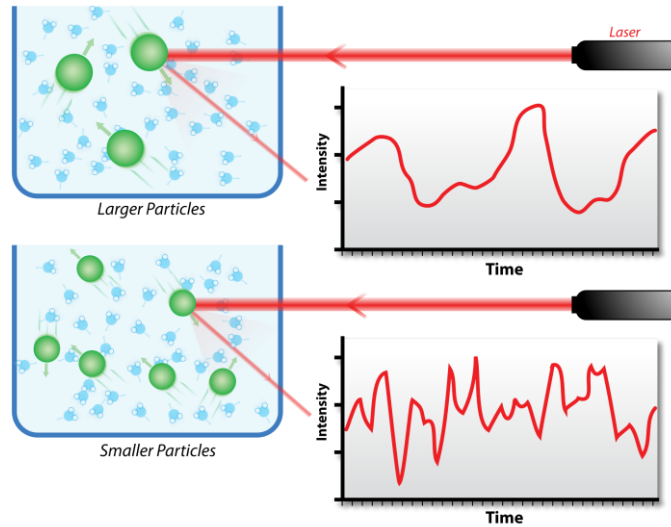 Laser
Intensity
Time
Larger Particles
Intensity
Time
Smaller Particles